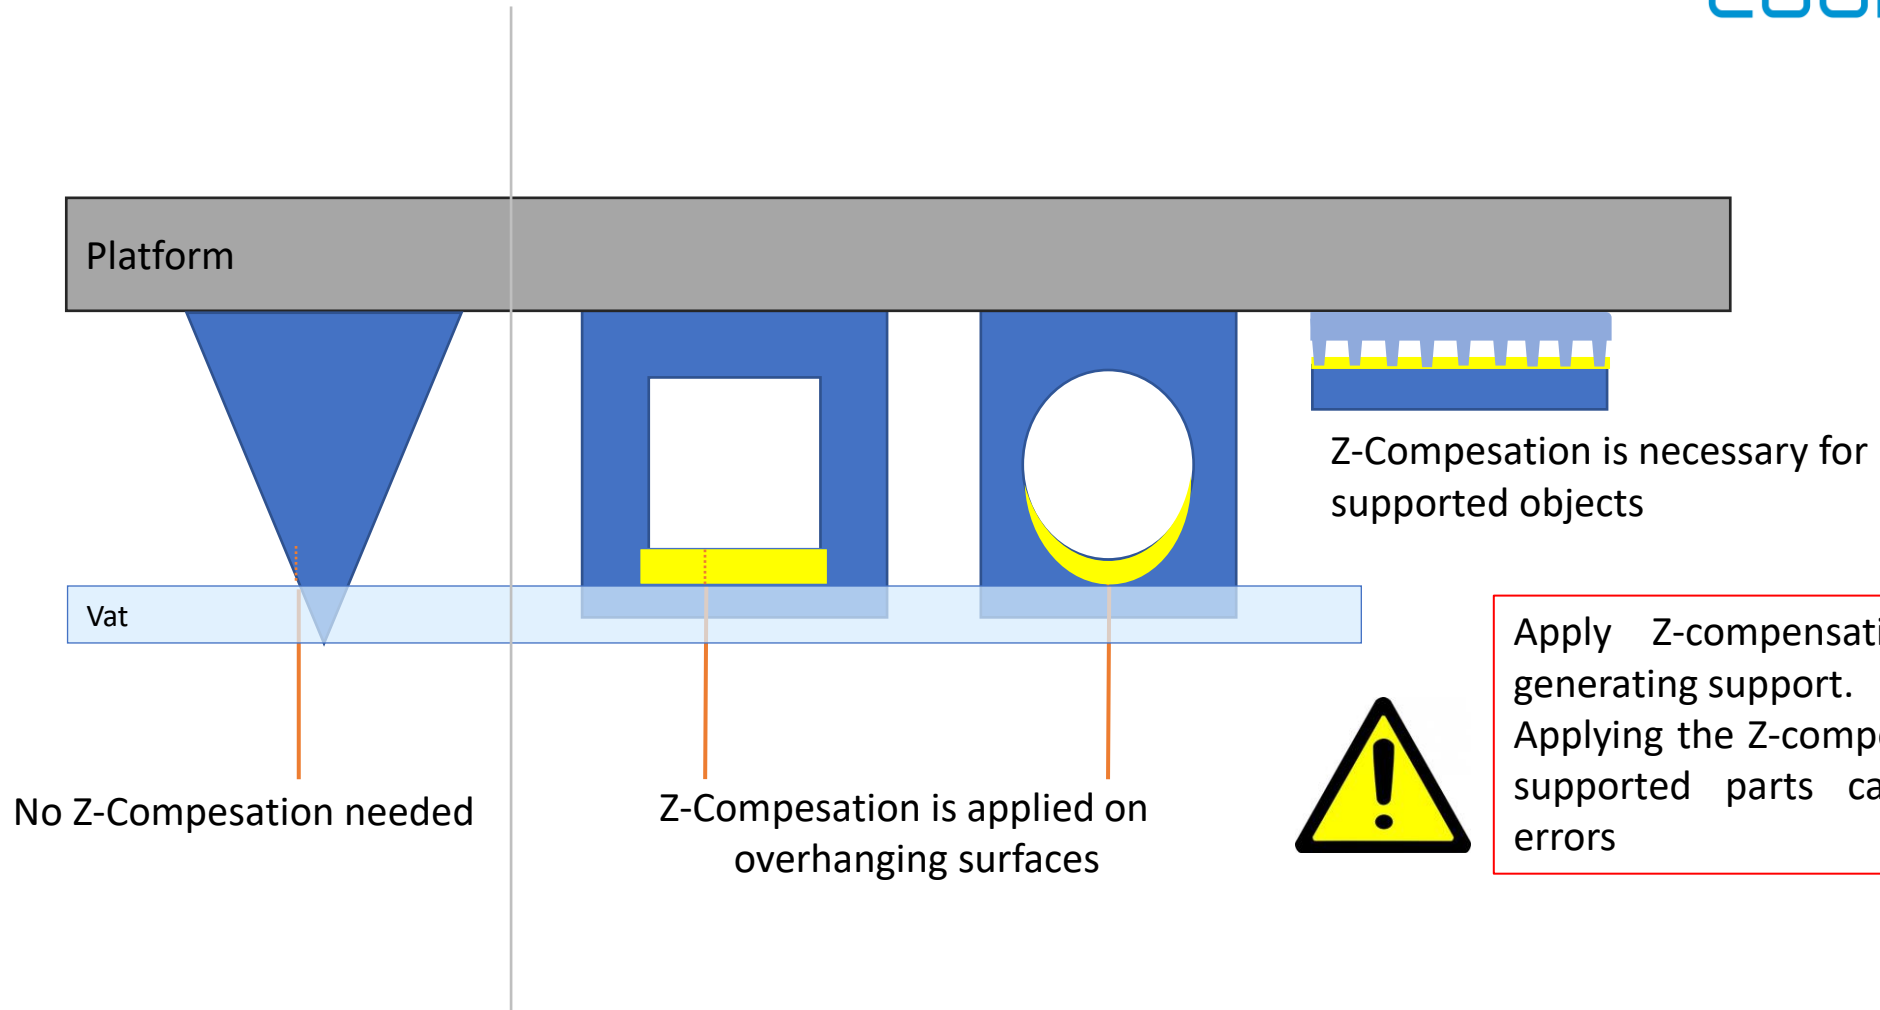 Platform
Z-Compesation is necessary for
supported objects
Vat
Apply
generating support.
Applying the
supported parts
errors
No Z-Compesation needed
Z-Compesation is applied on
overhanging surfaces